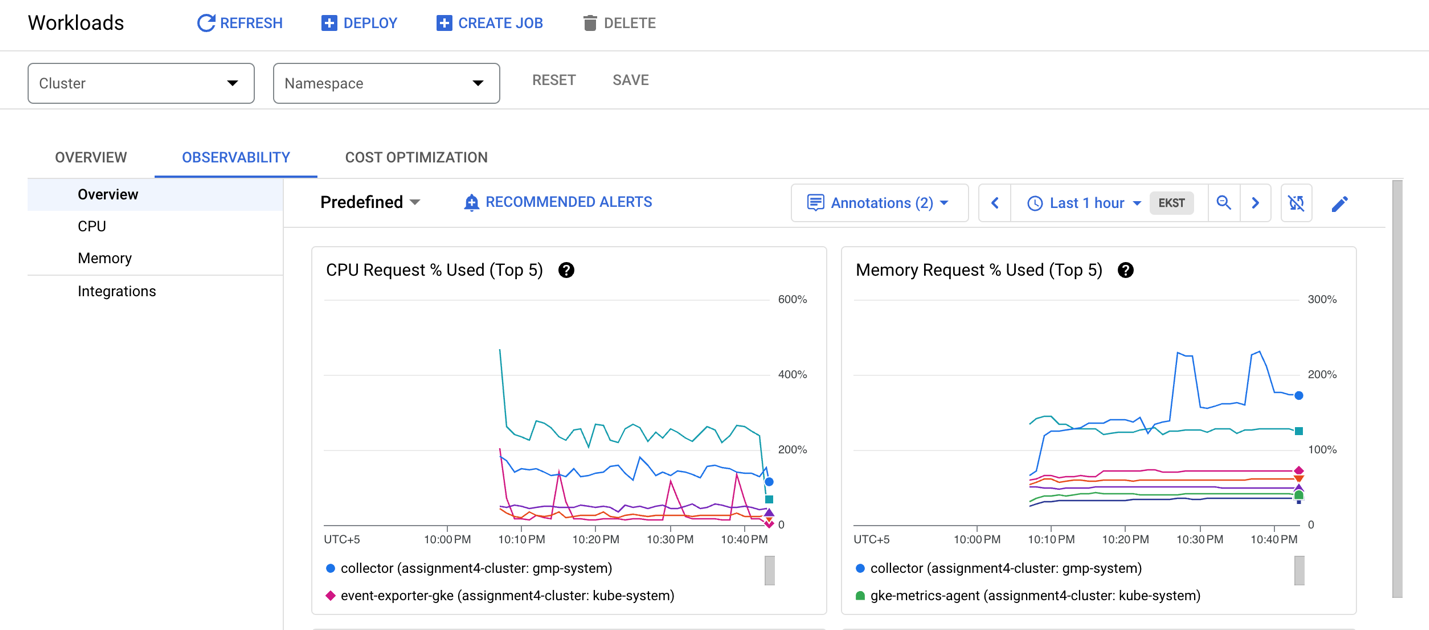 Workloads REFRESH DEPLOY CREATE JOB DELETE
Cluster Namespace RESET SAVE
OVERVIEW OBSERVABILITY COST OPTIMIZATION
Overview
CPU
Memory
Integrations
Predefined RECOMMENDED ALERTS Annotations (2) Last 1 hour EKST
CPU Request % Used (Top 5)
600%
400%
200%
0
UTC+5 10:00 PM 10:10 PM 10:20 PM 10:30 PM 10:40 PM
collector (assignment4-cluster: gmp-system)
event-exporter-gke (assignment4-cluster: kube-system)
Memory Request % Used (Top 5)
300%
200%
100%
0
UTC+5 10:00 PM 10:10 PM 10:20 PM 10:30 PM 10:40 PM
collector (assignment4-cluster: gmp-system)
gke-metrics-agent (assignment4-cluster: kube-system)